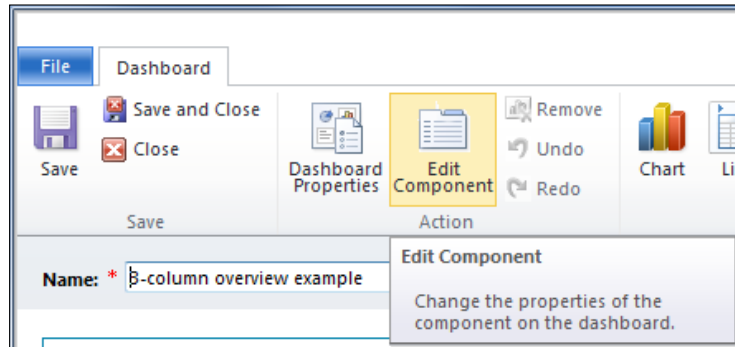 File
Dashboard
Save
Save and Close
Close
Dashboard
Properties
Edit
Component
Remove
Undo
Redo
Chart
Li
Save
Action
Name: * 3-column overview example
Edit Component
Change the properties of the
component on the dashboard.